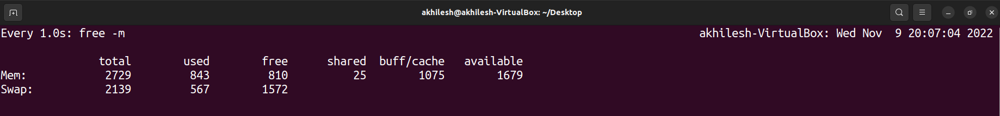 akhilesh@akhilesh-VirtualBox: ~/Desktop
Every 1.0s: free -m akhilesh-VirtualBox: Wed Nov  9 20:07:04 2022
total used free shared buff/cache available
Mem: 2729 843 810 25 1075 1679
Swap: 2139 567 1572